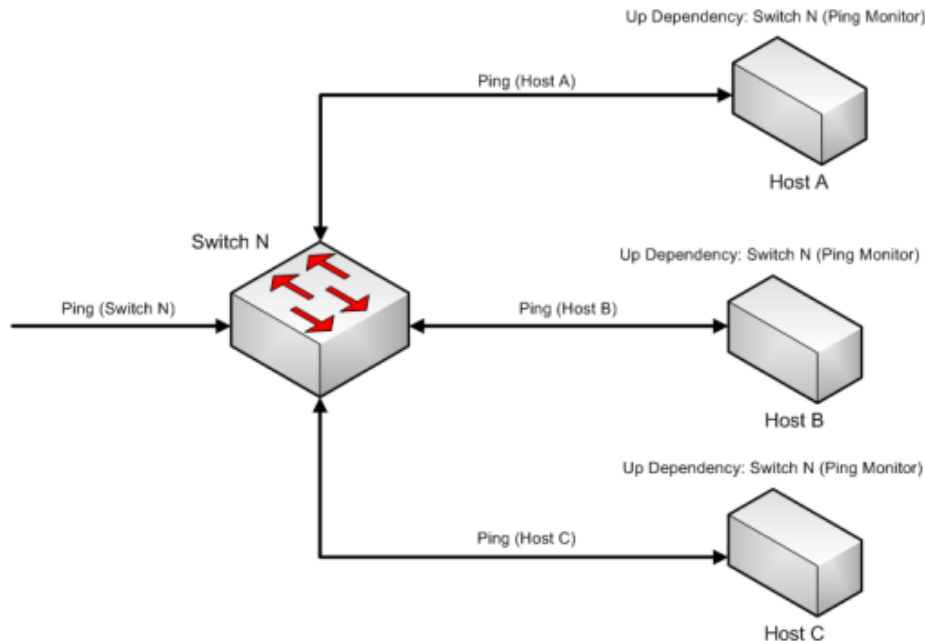 Up Dependency: Switch N (Ping Monitor)
Ping (Host A)
Host A
Switch N
Up Dependency: Switch N (Ping Monitor)
Ping (Switch N)
Ping (Host B)
Host B
Up Dependency: Switch N (Ping Monitor)
Ping (Host C)
Host C